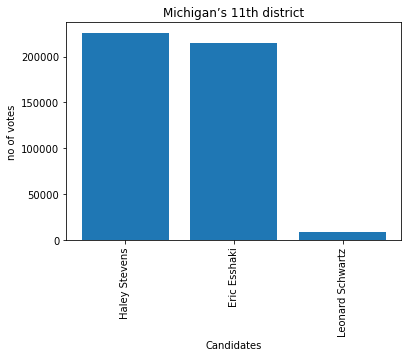 Michigan’s 11th district
no of votes
200000
150000
100000
50000
0
Haley Stevens
Eric Esshaki
Leonard Schwartz
Candidates